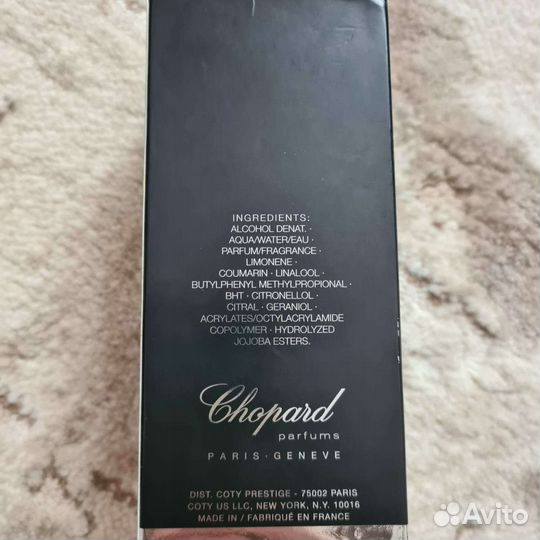 INGREDIENTS:
ALCOHOL DENAT. ·
AQUA/WATER/EAU ·
PARFUM/FRAGRANCE ·
LIMONENE ·
COUMARIN · LINALOOL ·
BUTYLPHENYL METHYLPROPIONAL ·
BHT · CITRONELLOL ·
CITRAL · GERANIOL ·
ACRYLATES/OCTYLACRYLAMIDE
COPOLYMER · HYDROLYZED
JOJOBA ESTERS.
Chopard
parfums
PARIS · GENEVE
DIST. COTY PRESTIGE - 75002 PARIS
COTY US LLC, NEW YORK, N.Y. 10016
MADE IN / FABRIQUÉ EN FRANCE
Avito